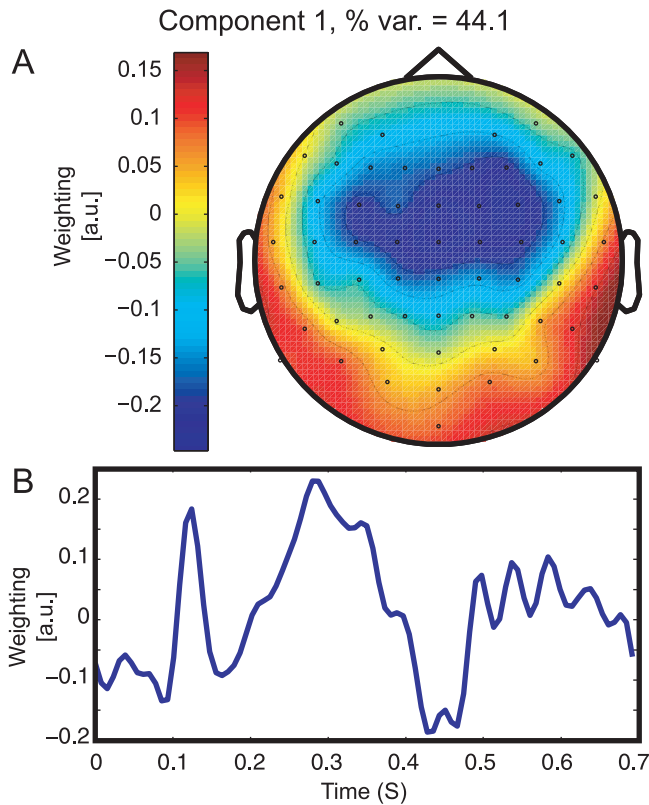 Component 1, % var. = 44.1
A
Weighting
[a.u.]
0.15
0.1
0.05
0
−0.05
−0.1
−0.15
−0.2
B
Weighting
[a.u.]
0.2
0.1
0
−0.1
−0.2
0 0.1 0.2 0.3 0.4 0.5 0.6 0.7
Time (S)